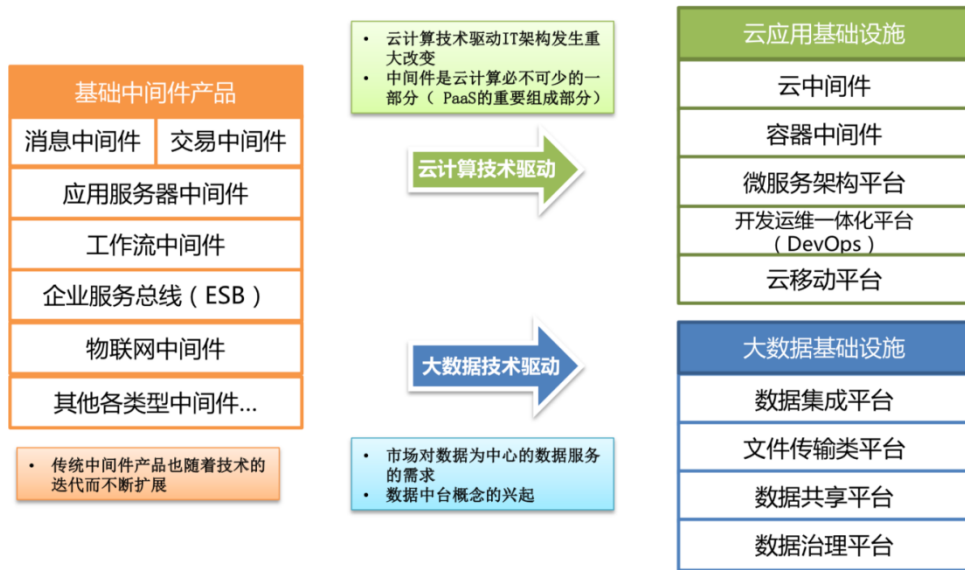 基础中间件产品
消息中间件
交易中间件
应用服务器中间件
工作流中间件
企业服务总线（ESB）
物联网中间件
其他各类型中间件...
• 传统中间件产品也随着技术的
迭代而不断扩展
• 云计算技术驱动IT架构发生重
大改变
• 中间件是云计算必不可少的一
部分（ PaaS的重要组成部分）
云计算技术驱动
大数据技术驱动
• 市场对数据为中心的数据服务
的需求
• 数据中台概念的兴起
云应用基础设施
云中间件
容器中间件
微服务架构平台
开发运维一体化平台
（DevOps）
云移动平台
大数据基础设施
数据集成平台
文件传输类平台
数据共享平台
数据治理平台